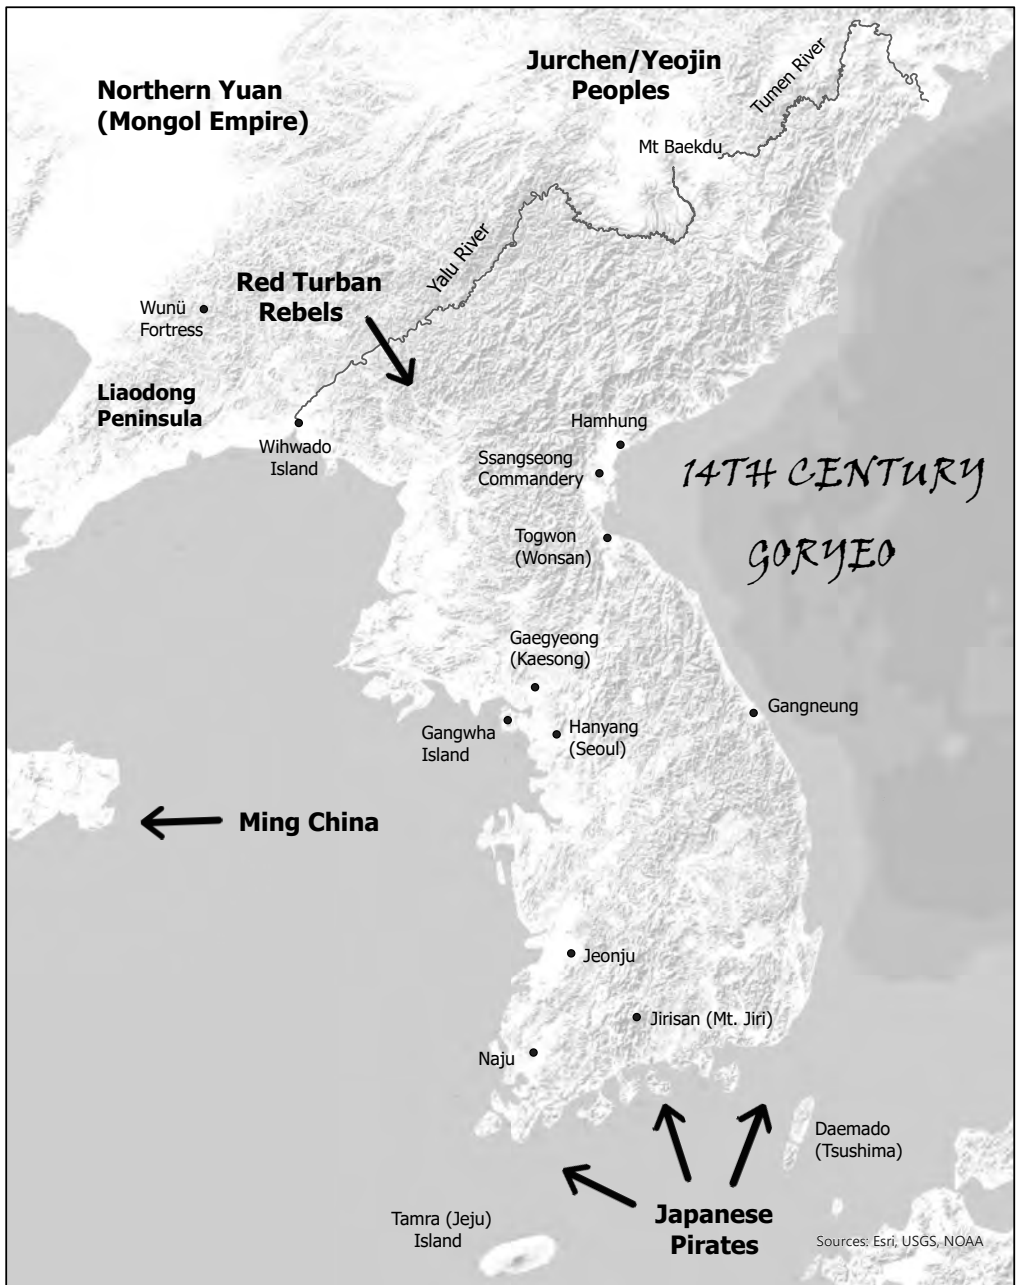 Jurchen/Yeojin
Peoples
Tumen River
Northern Yuan
(Mongol Empire)
Mt Baekdu
Yalu River
Red Turban
Rebels
Wunü
Fortress
Liaodong
Peninsula
Wihwado
Island
Hamhung
Ssangseong
Commandery
14TH CENTURY
GORYEO
Togwon
(Wonsan)
Gaegyeong
(Kaesong)
Gangneung
Gangwha
Island
Hanyang
(Seoul)
Ming China
Jeonju
Jirisan (Mt. Jiri)
Naju
Daemado
(Tsushima)
Japanese
Pirates
Tamra (Jeju)
Island
Sources: Esri, USGS, NOAA